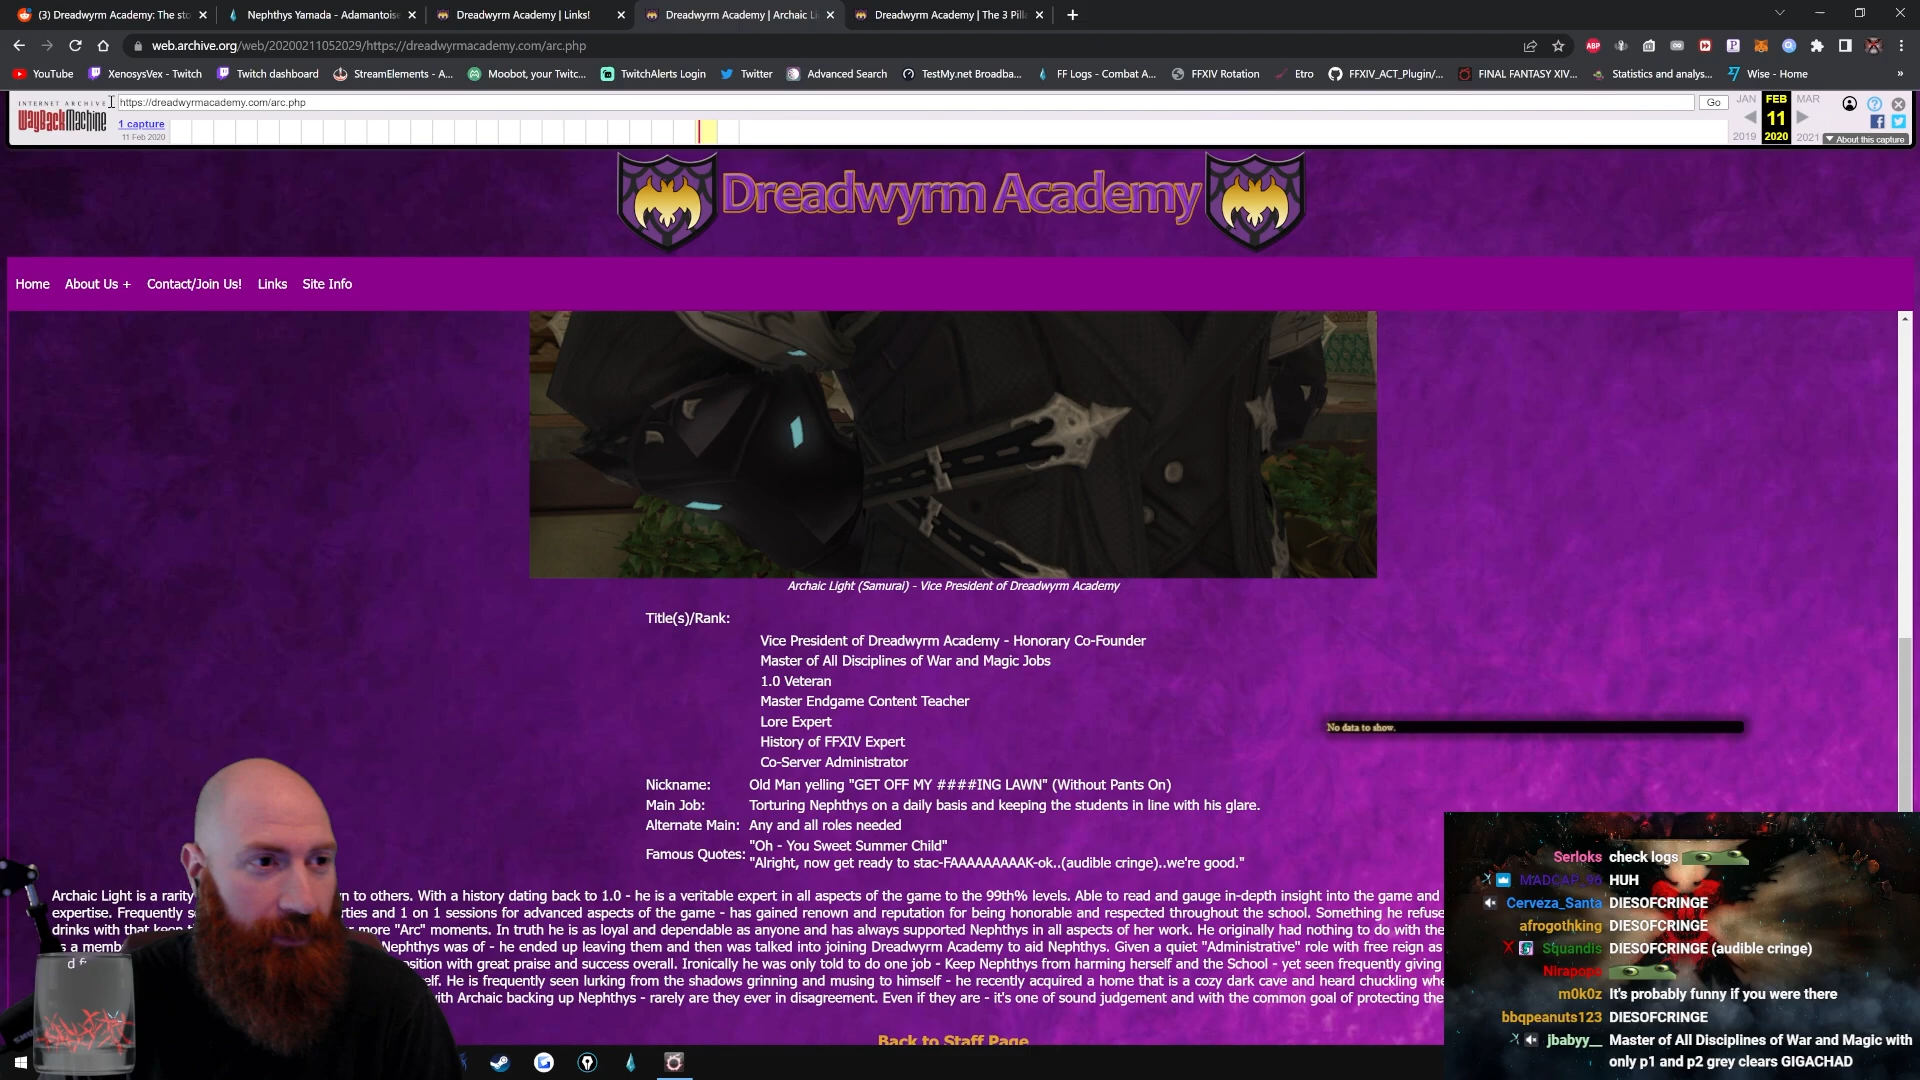 (3) Dreadwyrm Academy: The sto
Nephthys Yamada - Adamantoise
Dreadwyrm Academy | Links!
Dreadwyrm Academy | Archaic Li
Dreadwyrm Academy | The 3 Pilla
web.archive.org/web/20200211052029/https://dreadwyrmacademy.com/arc.php
YouTube
XenosysVex - Twitch
Twitch dashboard
StreamElements - A...
Moobot, your Twitc...
TwitchAlerts Login
Twitter
Advanced Search
TestMy.net Broadba...
FF Logs - Combat A...
FFXIV Rotation
Etro
FFXIV_ACT_Plugin/...
FINAL FANTASY XIV...
Statistics and analys...
Wise - Home
»
INTERNET ARCHIVE
WayBackMachine
https://dreadwyrmacademy.com/arc.php
Go
JAN FEB MAR
1 capture
11 Feb 2020
11
2019 2020 2021
About this capture
Dreadwyrm Academy
Home About Us + Contact/Join Us! Links Site Info
Archaic Light (Samurai) - Vice President of Dreadwyrm Academy
Title(s)/Rank:
Vice President of Dreadwyrm Academy - Honorary Co-Founder
Master of All Disciplines of War and Magic Jobs
1.0 Veteran
Master Endgame Content Teacher
Lore Expert
History of FFXIV Expert
Co-Server Administrator
No data to show.
Nickname: Old Man yelling "GET OFF MY ####ING LAWN" (Without Pants On)
Main Job: Torturing Nephthys on a daily basis and keeping the students in line with his glare.
Alternate Main: Any and all roles needed
Famous Quotes: "Oh - You Sweet Summer Child"
"Alright, now get ready to stac-FAAAAAAAAAK-ok..(audible cringe)..we're good."
Archaic Light is a rarity n to others. With a history dating back to 1.0 - he is a veritable expert in all aspects of the game to the 99th% levels. Able to read and gauge in-depth insight into the game and
expertise. Frequently s rties and 1 on 1 sessions for advanced aspects of the game - has gained renown and reputation for being honorable and respected throughout the school. Something he refuse
drinks with that keep more "Arc" moments. In truth he is as loyal and dependable as anyone and has always supported Nephthys in all aspects of her work. He originally had nothing to do with the
s a memb Nephthys was of - he ended up leaving them and then was talked into joining Dreadwyrm Academy to aid Nephthys. Given a quiet "Administrative" role with free reign as
d osition with great praise and success overall. Ironically he was only told to do one job - Keep Nephthys from harming herself and the School - yet seen frequently giving
elf. He is frequently seen lurking from the shadows grinning and musing to himself - he recently acquired a home that is a cozy dark cave and heard chuckling whe
ith Archaic backing up Nephthys - rarely are they ever in disagreement. Even if they are - it's one of sound judgement and with the common goal of protecting the
Back to Staff Page
Serloks check logs
MADCAP_96 HUH
Cerveza_Santa DIESOFCRINGE
afrogothking DIESOFCRINGE
Squandis DIESOFCRINGE (audible cringe)
Nirapopo
m0k0z It's probably funny if you were there
bbqpeanuts123 DIESOFCRINGE
jbabyy__ Master of All Disciplines of War and Magic with
only p1 and p2 grey clears GIGACHAD